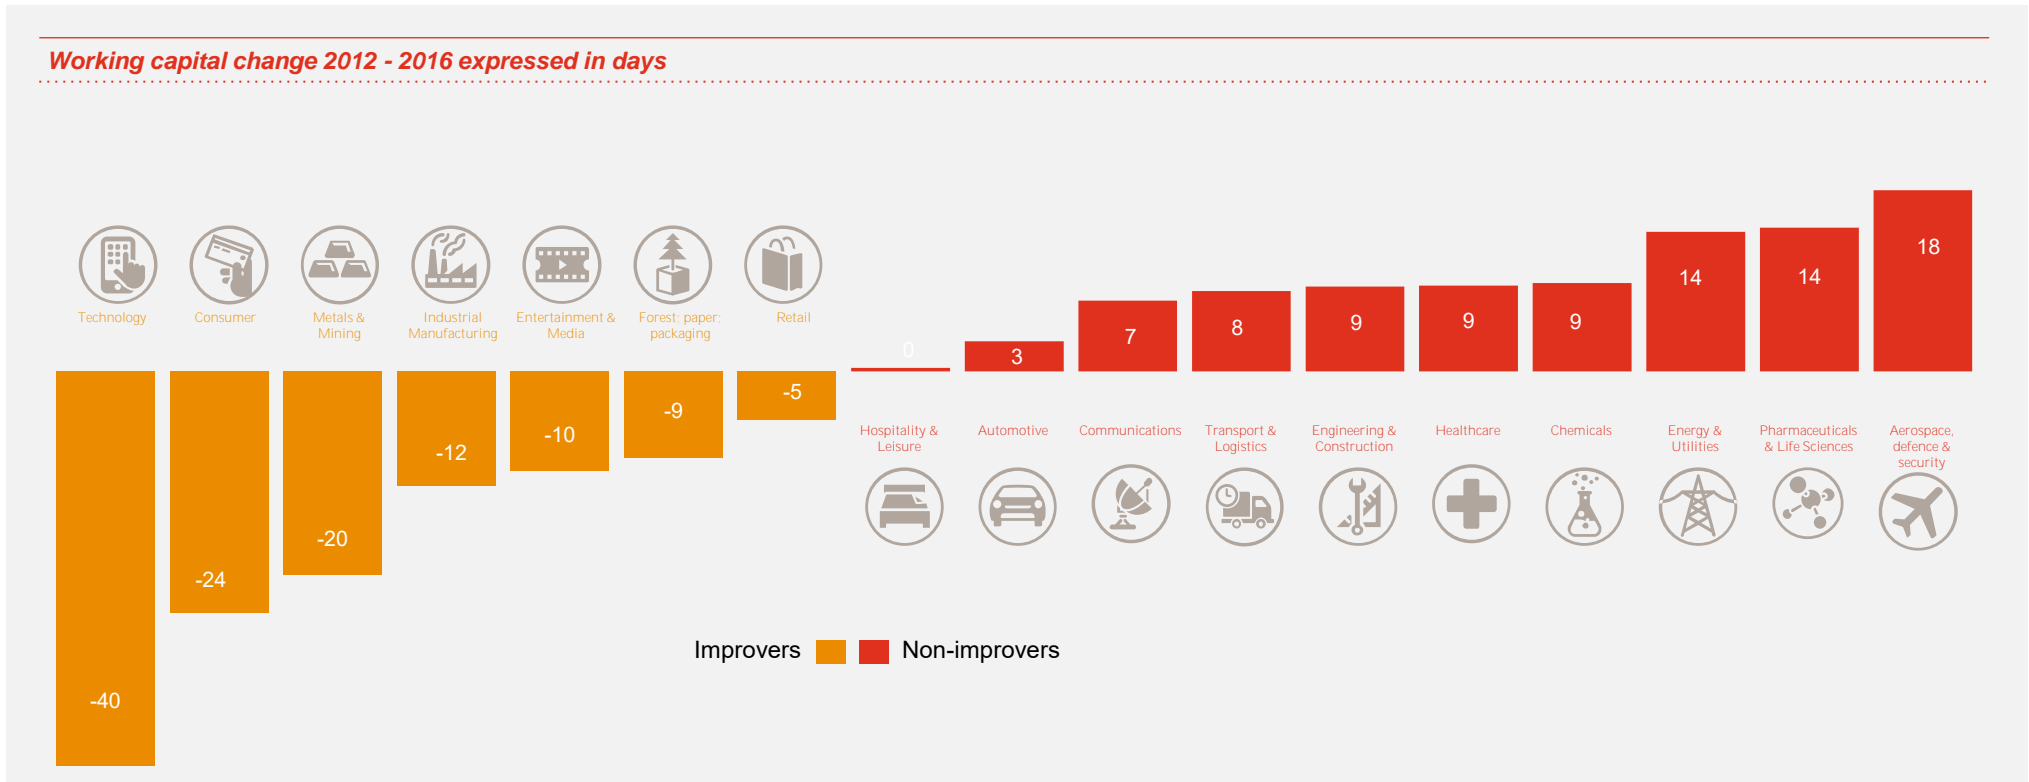 Working capital change 2012 - 2016 expressed in days
Technology
Consumer
Metals &
Mining
Industrial
Manufacturing
Entertainment &
Media
Forest; paper;
packaging
Retail
-40
-24
-20
-12
-10
-9
-5
0
3
7
8
9
9
9
14
14
18
Hospitality &
Leisure
Automotive
Communications
Transport &
Logistics
Engineering &
Construction
Healthcare
Chemicals
Energy &
Utilities
Pharmaceuticals
& Life Sciences
Aerospace,
defence &
security
Improvers
Non-improvers